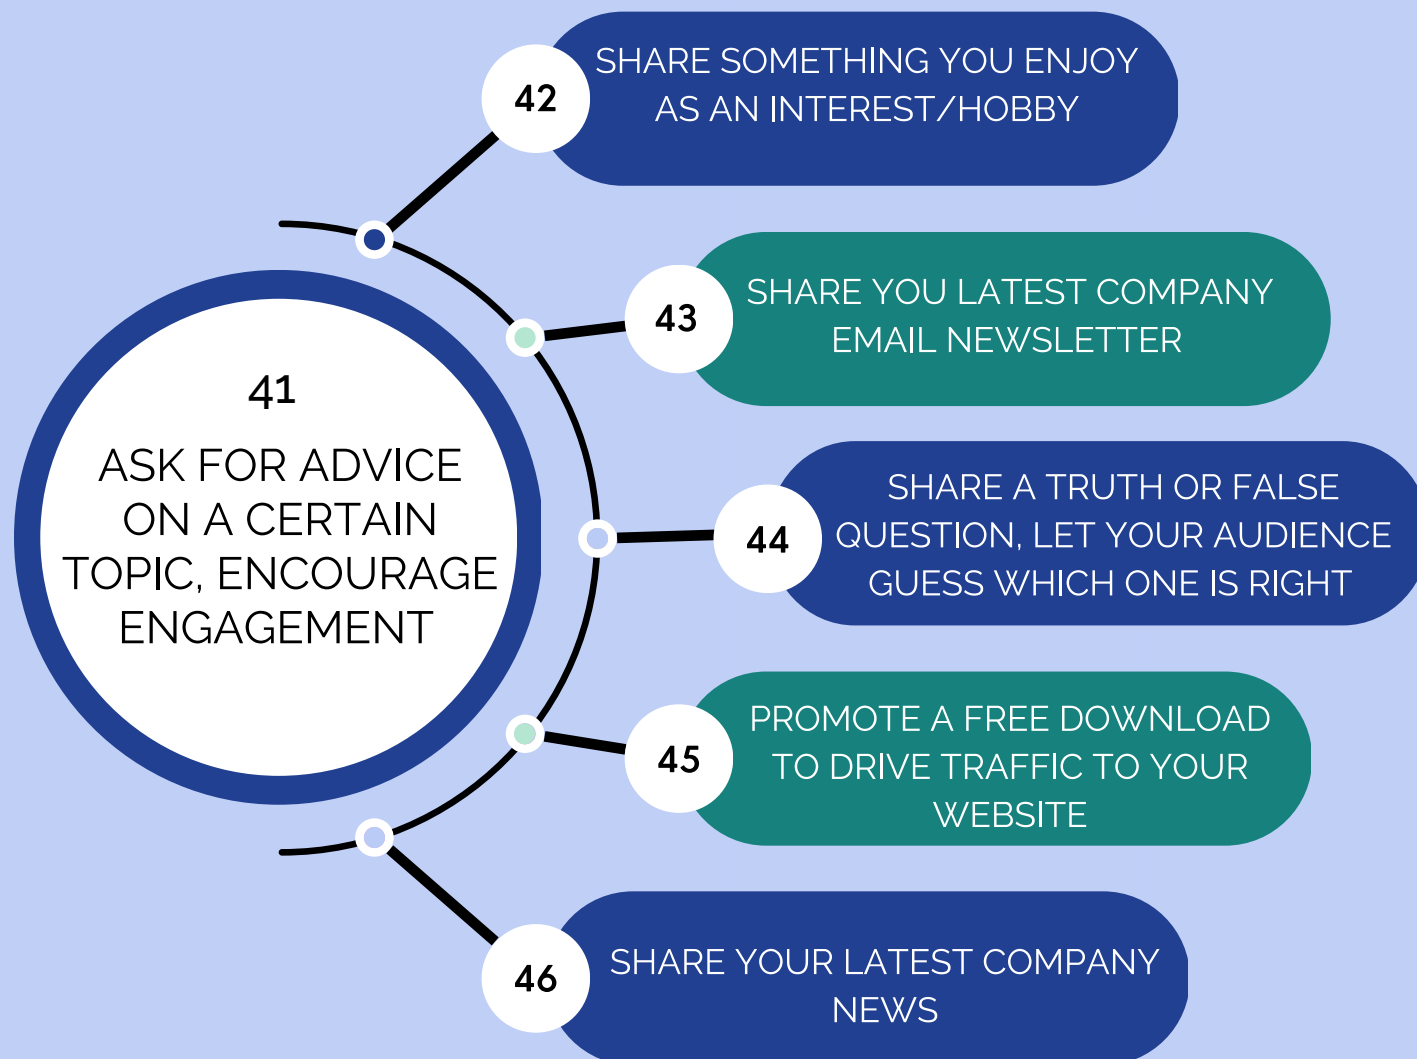 41
ASK FOR ADVICE
ON A CERTAIN
TOPIC, ENCOURAGE
ENGAGEMENT
42
SHARE SOMETHING YOU ENJOY
AS AN INTEREST/HOBBY
43
SHARE YOU LATEST COMPANY
EMAIL NEWSLETTER
44
SHARE A TRUTH OR FALSE
QUESTION, LET YOUR AUDIENCE
GUESS WHICH ONE IS RIGHT
45
PROMOTE A FREE DOWNLOAD
TO DRIVE TRAFFIC TO YOUR
WEBSITE
46
SHARE YOUR LATEST COMPANY
NEWS